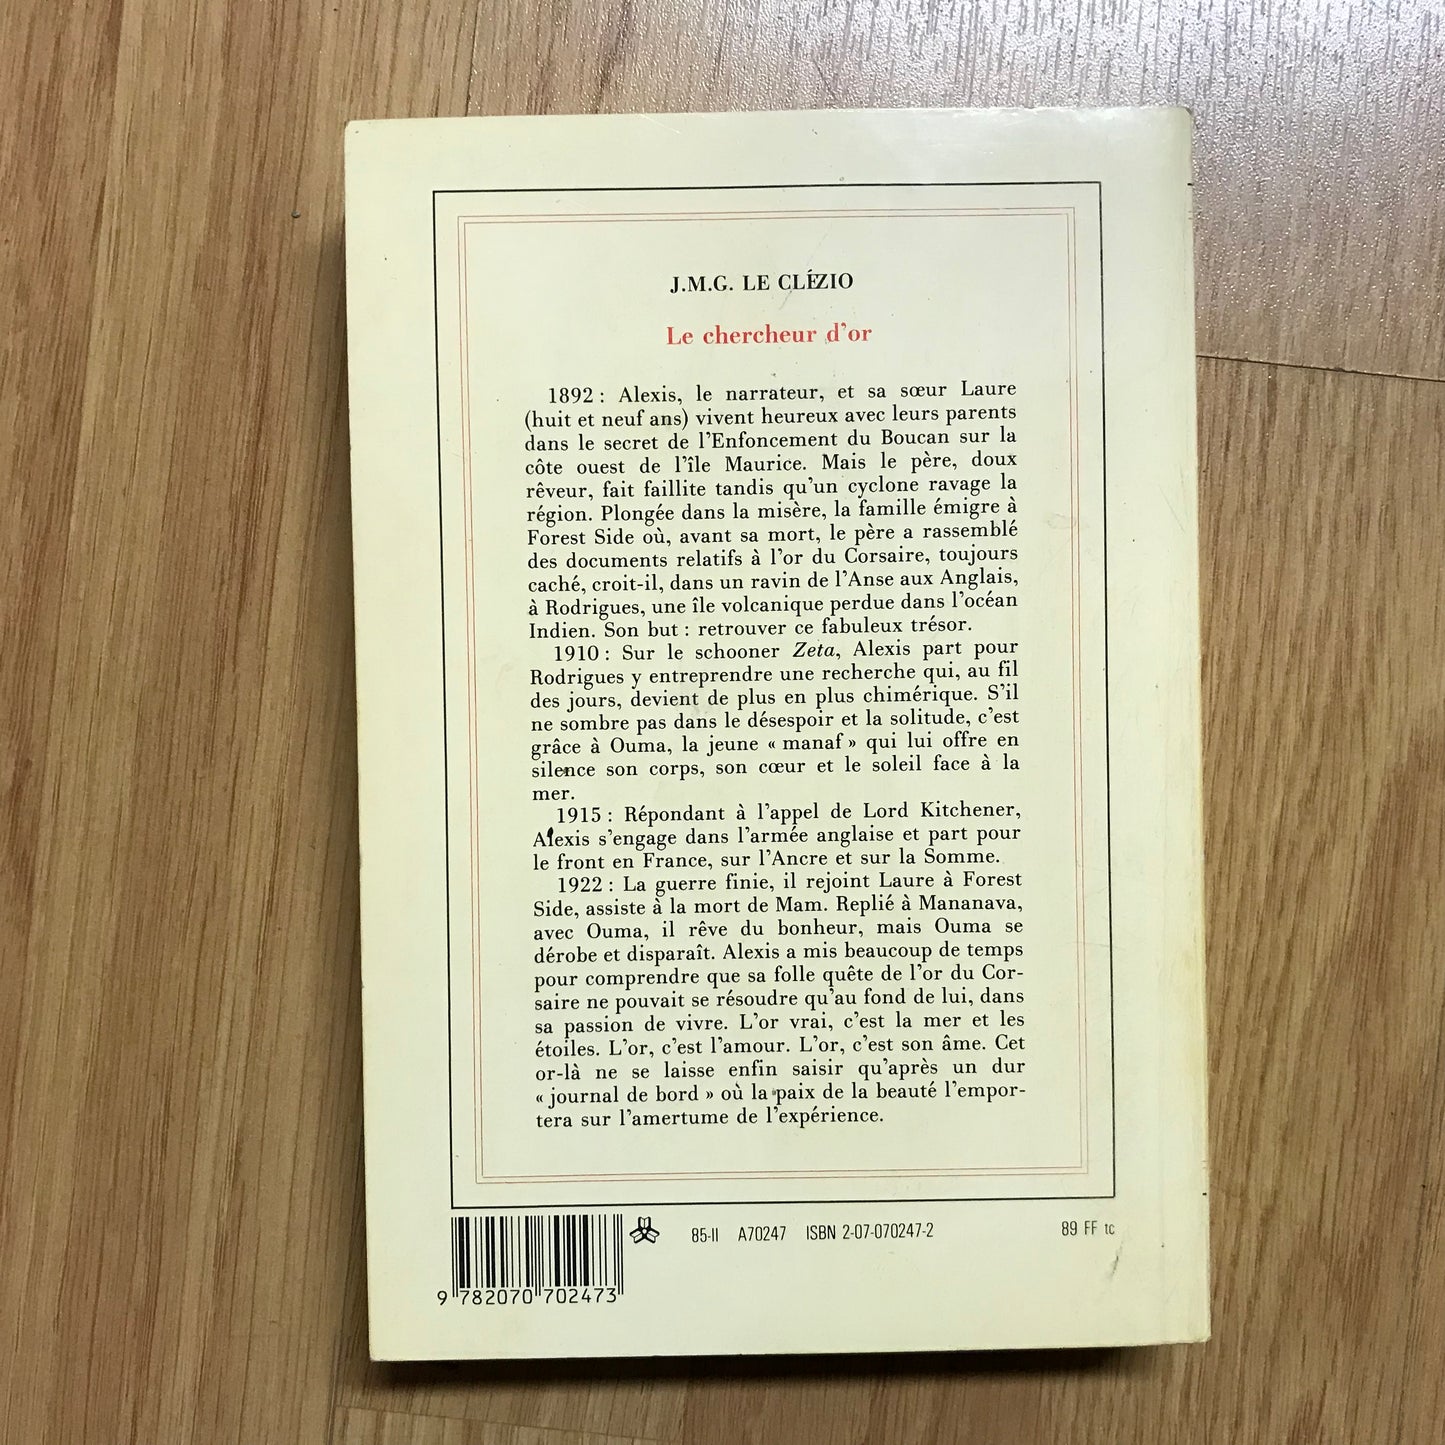 J.M.G. LE CLÉZIO
Le chercheur d'or
1892 : Alexis, le narrateur, et sa sœur Laure
(huit et neuf ans) vivent heureux avec leurs parents
dans le secret de l'Enfoncement du Boucan sur la
côte ouest de l'île Maurice. Mais le père, doux
rêveur, fait faillite tandis qu'un cyclone ravage la
région. Plongée dans la misère, la famille émigre à
Forest Side où, avant sa mort, le père a rassemblé
des documents relatifs à l'or du Corsaire, toujours
caché, croit-il, dans un ravin de l'Anse aux Anglais,
à Rodrigues, une île volcanique perdue dans l'océan
Indien. Son but : retrouver ce fabuleux trésor.
1910 : Sur le schooner Zeta, Alexis part pour
Rodrigues y entreprendre une recherche qui, au fil
des jours, devient de plus en plus chimérique. S'il
ne sombre pas dans le désespoir et la solitude, c'est
grâce à Ouma, la jeune « manaf » qui lui offre en
silence son corps, son cœur et le soleil face à la
mer.
1915 : Répondant à l'appel de Lord Kitchener,
Alexis s'engage dans l'armée anglaise et part pour
le front en France, sur l'Ancre et sur la Somme.
1922 : La guerre finie, il rejoint Laure à Forest
Side, assiste à la mort de Mam. Replié à Mananava,
avec Ouma, il rêve du bonheur, mais Ouma se
dérobe et disparaît. Alexis a mis beaucoup de temps
pour comprendre que sa folle quête de l'or du Cor-
saire ne pouvait se résoudre qu'au fond de lui, dans
sa passion de vivre. L'or vrai, c'est la mer et les
étoiles. L'or, c'est l'amour. L'or, c'est son âme. Cet
or-là ne se laisse enfin saisir qu'après un dur
« journal de bord » où la paix de la beauté l'empor-
tera sur l'amertume de l'expérience.
85-II A70247 ISBN 2-07-070247-2 89 FF tc
9 782070 702473